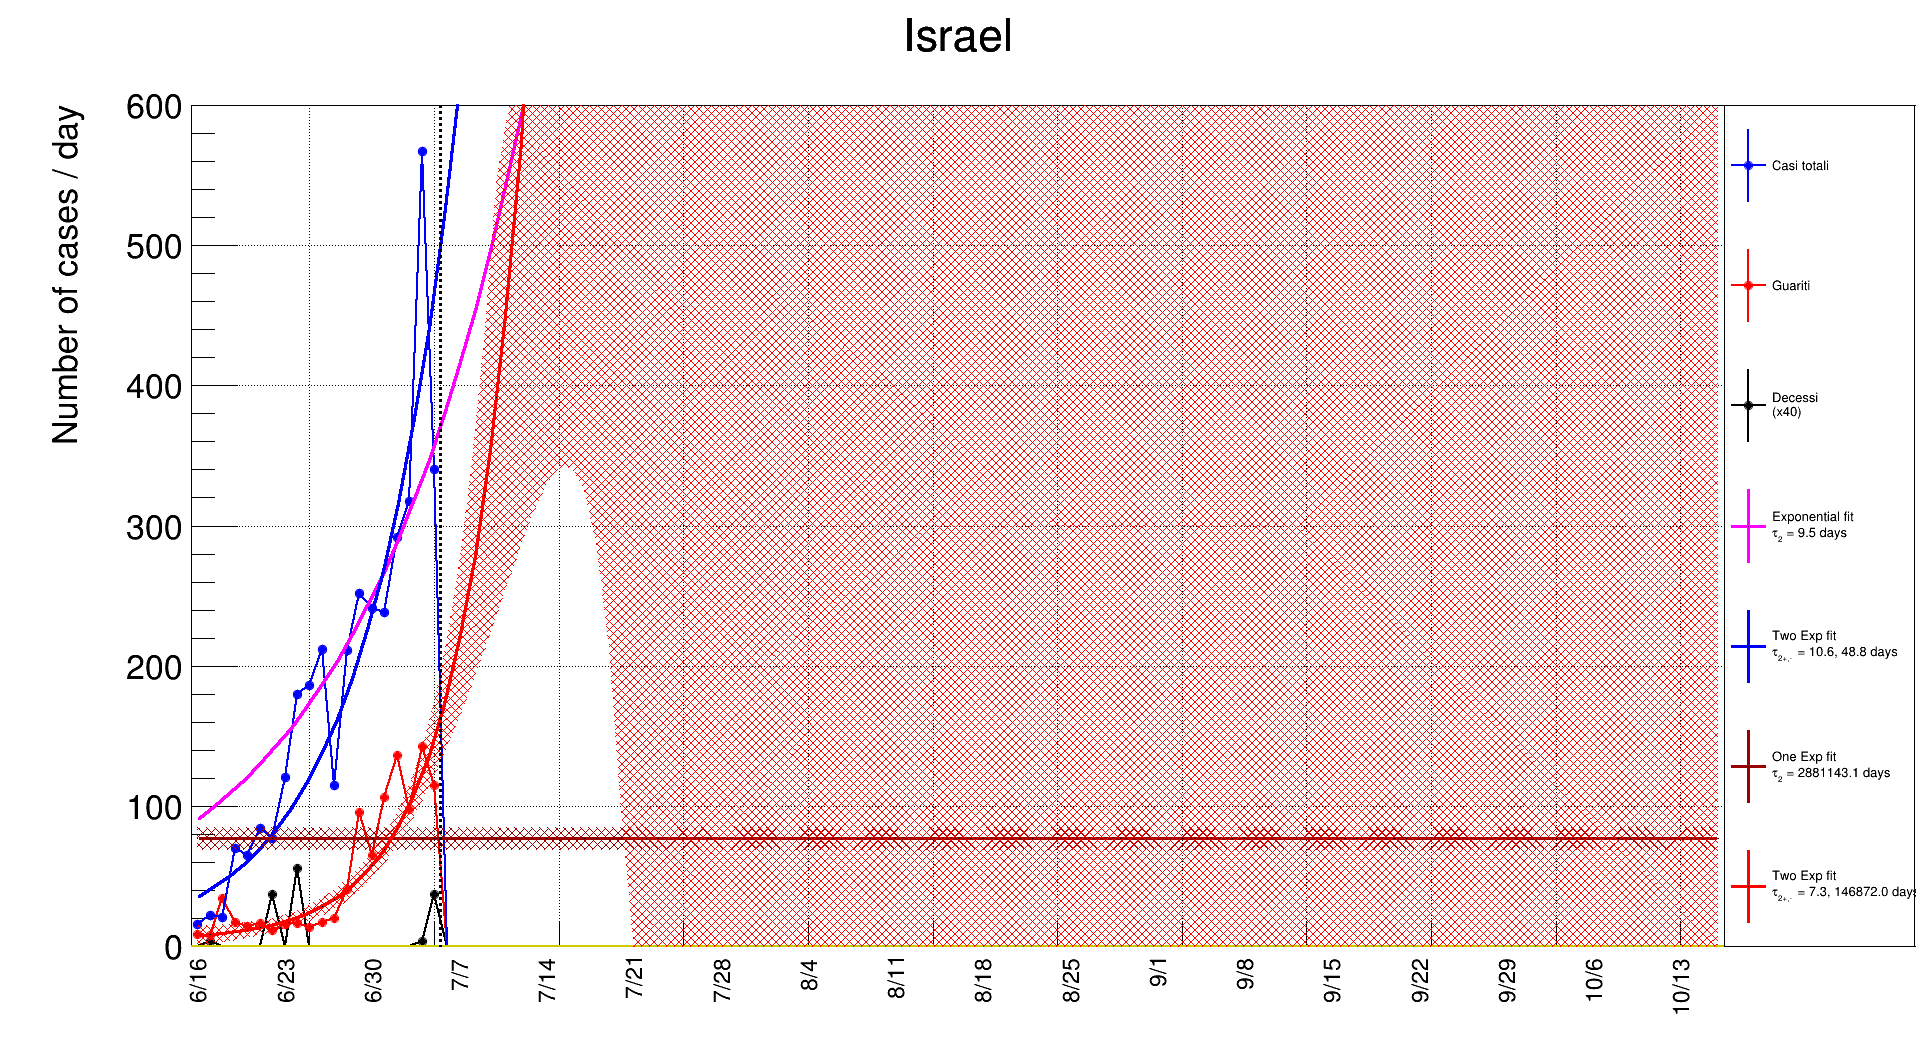 Israel
Number of cases / day
600
500
400
300
200
100
0
6/16
6/23
6/30
7/7
7/14
7/21
7/28
8/4
8/11
8/18
8/25
9/1
9/8
9/15
9/22
9/29
10/6
10/13
Casi totali
Guariti
Decessi
(x40)
Exponential fit
τ2 = 9.5 days
Two Exp fit
τ2+,- = 10.6, 48.8 days
One Exp fit
τ2 = 2881143.1 days
Two Exp fit
τ2+,- = 7.3, 146872.0 days